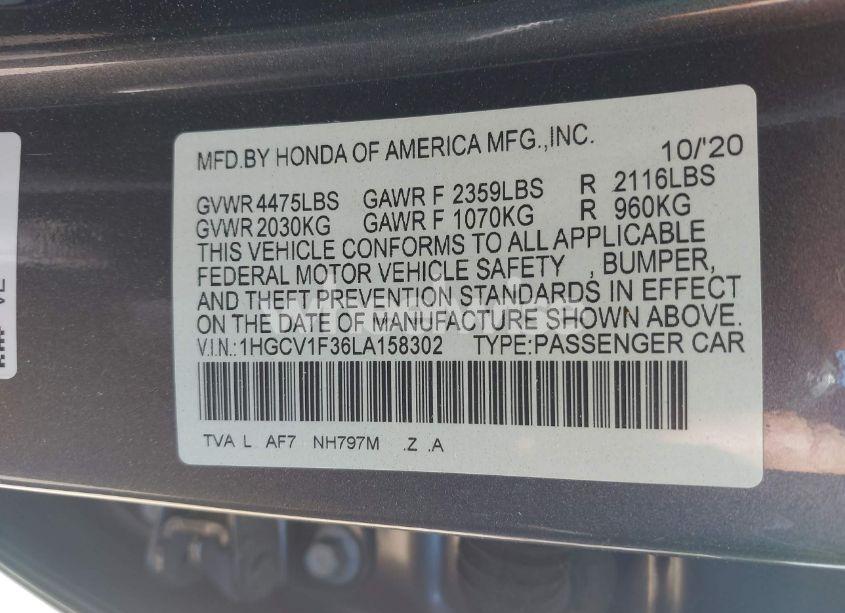 MFD.BY HONDA OF AMERICA MFG.,INC. 10/'20
GVWR 4475LBS GAWR F 2359LBS R 2116LBS
GVWR 2030KG GAWR F 1070KG R 960KG
THIS VEHICLE CONFORMS TO ALL APPLICABLE
FEDERAL MOTOR VEHICLE SAFETY , BUMPER,
AND THEFT PREVENTION STANDARDS IN EFFECT
ON THE DATE OF MANUFACTURE SHOWN ABOVE.
V.I.N.: 1HGCV1F36LA158302 TYPE:PASSENGER CAR
TVA L AF7 NH797M .Z .A